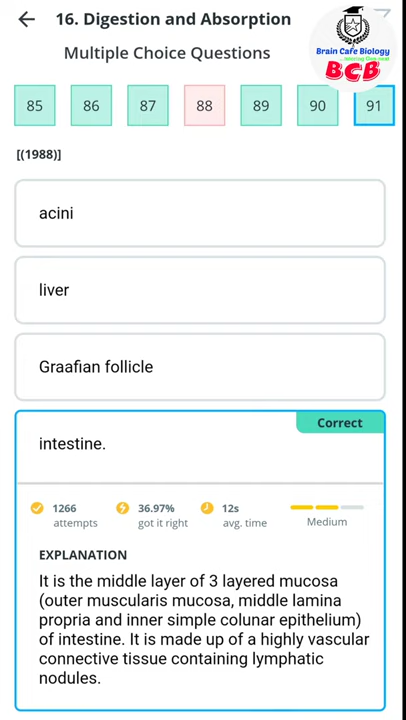 16. Digestion and Absorption
Multiple Choice Questions
Brain Cafe Biology
BCB
85 86 87 88 89 90 91
[(1988)]
acini
liver
Graafian follicle
Correct
intestine.
1266 36.97% 12s
attempts got it right avg. time Medium
EXPLANATION
It is the middle layer of 3 layered mucosa
(outer muscularis mucosa, middle lamina
propria and inner simple colunar epithelium)
of intestine. It is made up of a highly vascular
connective tissue containing lymphatic
nodules.